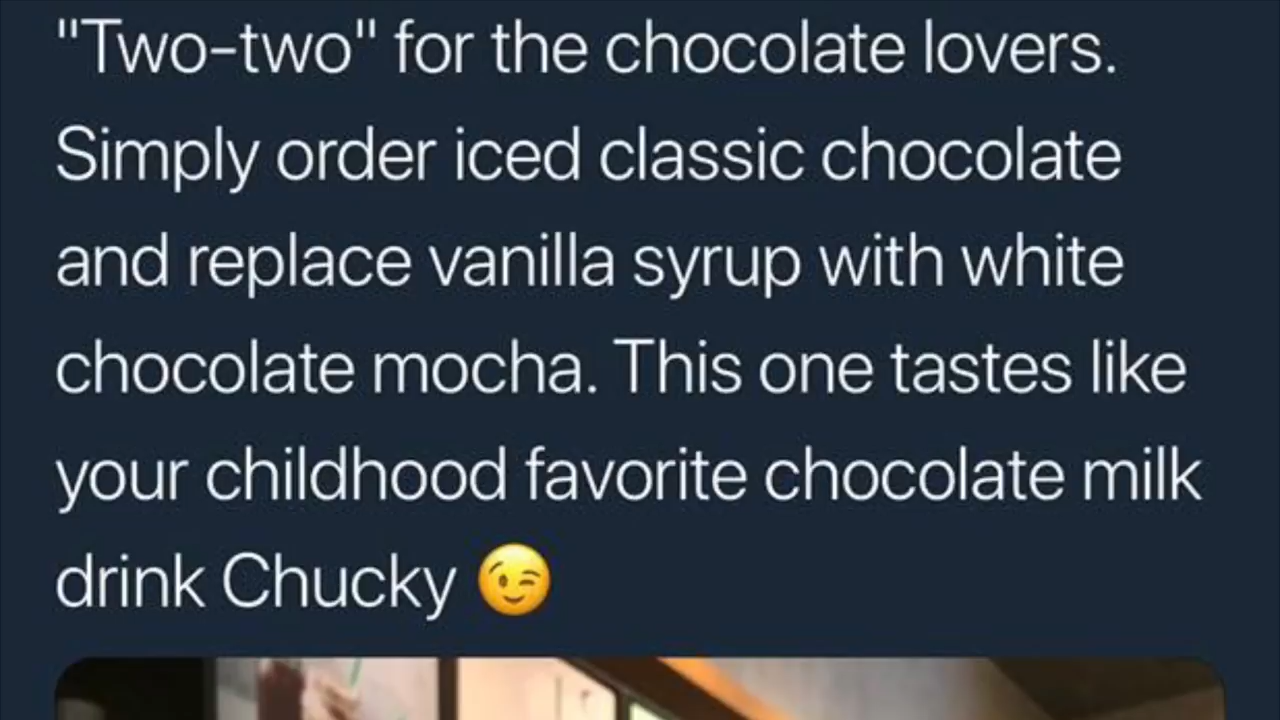 "Two-two" for the chocolate lovers.
Simply order iced classic chocolate
and replace vanilla syrup with white
chocolate mocha. This one tastes like
your childhood favorite chocolate milk
drink Chucky 😉